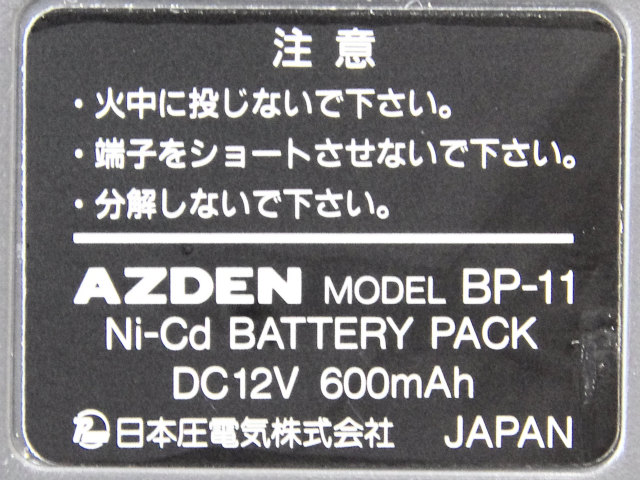 注意
・火中に投じないで下さい。
・端子をショートさせないで下さい。
・分解しないで下さい。
AZDEN MODEL BP-11
Ni-Cd BATTERY PACK
DC12V 600mAh
日本圧電気株式会社 JAPAN